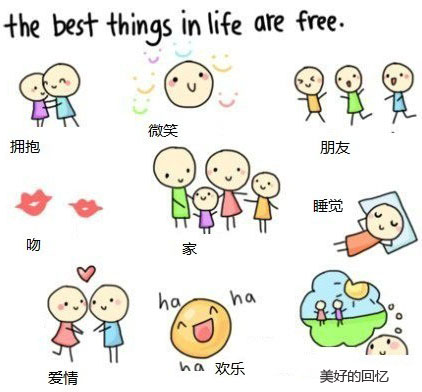 the best things in life are free.
拥抱
微笑
朋友
吻
家
睡觉
爱情
ha
ha
ha
欢乐
美好的回忆